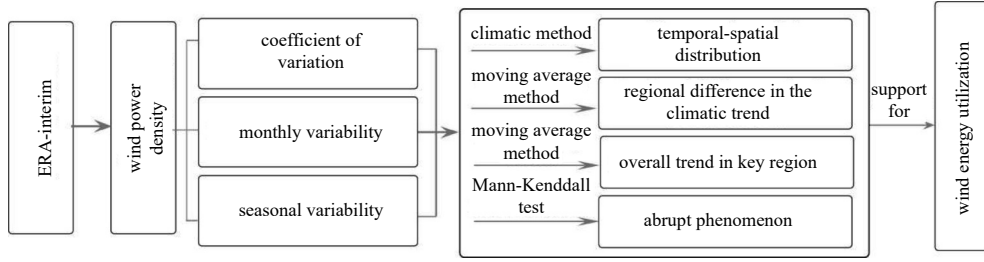 ERA-interim
wind power
density
coefficient of
variation
monthly variability
seasonal variability
climatic method
temporal-spatial
distribution
moving average
method
regional difference in the
climatic trend
moving average
method
overall trend in key region
Mann-Kenddall
test
abrupt phenomenon
support
for
wind energy utilization